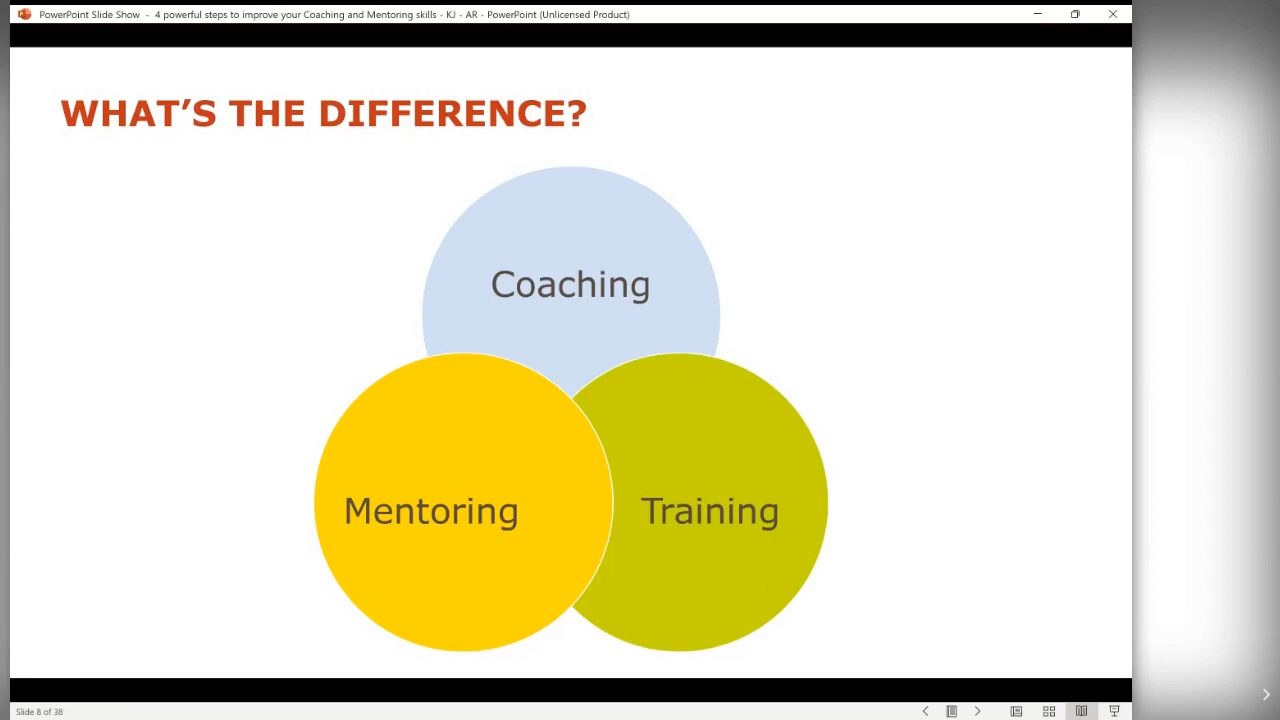 PowerPoint Slide Show - 4 powerful steps to improve your Coaching and Mentoring skills - KJ - AR - PowerPoint (Unlicensed Product)
WHAT’S THE DIFFERENCE?
Coaching
Mentoring
Training
Slide 8 of 38